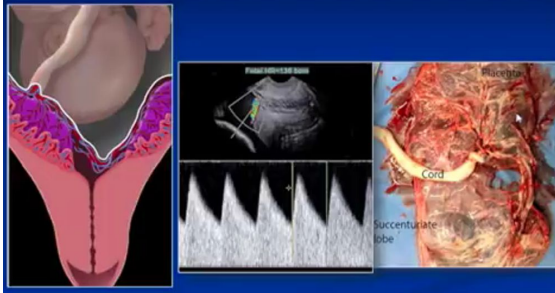 Fetal HR=136 bpm
Placenta
Cord
Succenturiate
lobe